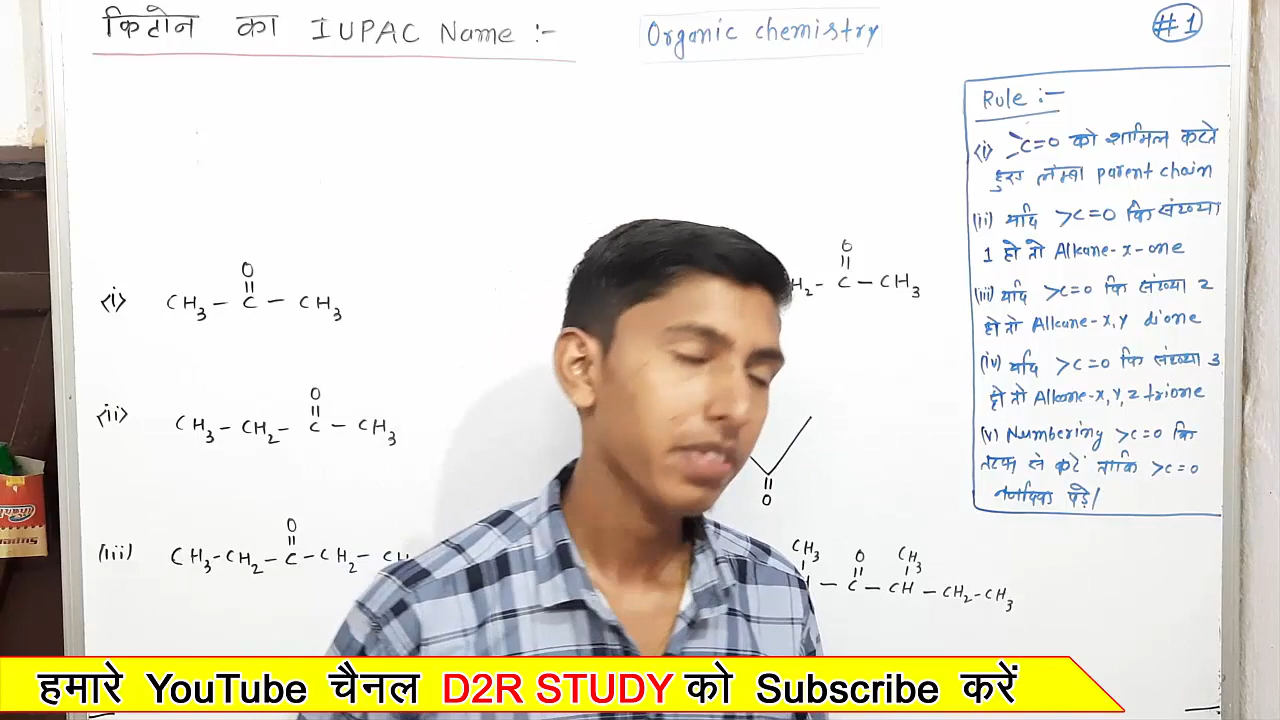 किटोन का IUPAC Name :-
Organic chemistry
#1
Rule :-
(i) >C=O को शामिल करते
हुए लम्बा parent chain
(ii) यदि >C=O कि संख्या
1 हो तो Alkane-x-one
(iii) यदि >C=O कि संख्या 2
हो तो Alkane-x,y dione
(iv) यदि >C=O कि संख्या 3
हो तो Alkane-x,y,z trione
(v) Numbering >C=O कि
तरफ से करें ताकि >C=O
पड़े।
(i) CH3 - C - CH3
O
(ii) CH3 - CH2 - C - CH3
O
(iii) CH3 - CH2 - C - CH2 -
O
H2 - C - CH3
O
O
CH3 O CH3
- C - CH - CH2 - CH3
हमारे YouTube चैनल D2R STUDY को Subscribe करें